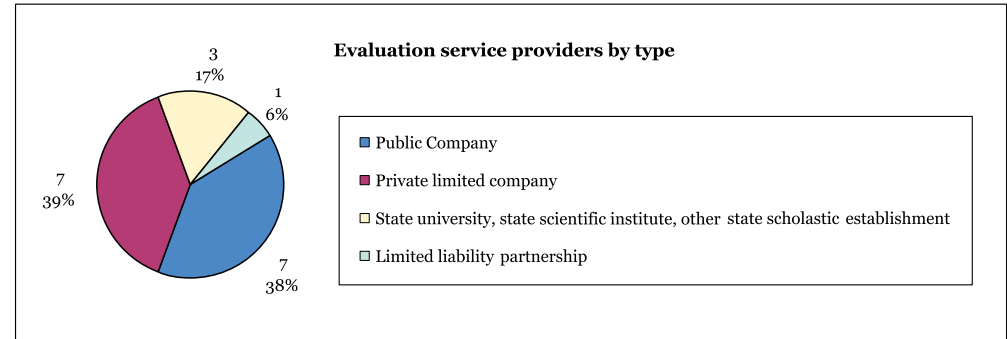 Evaluation service providers by type
3
17%
1
6%
7
39%
7
38%
Public Company
Private limited company
State university, state scientific institute, other state scholastic establishment
Limited liability partnership